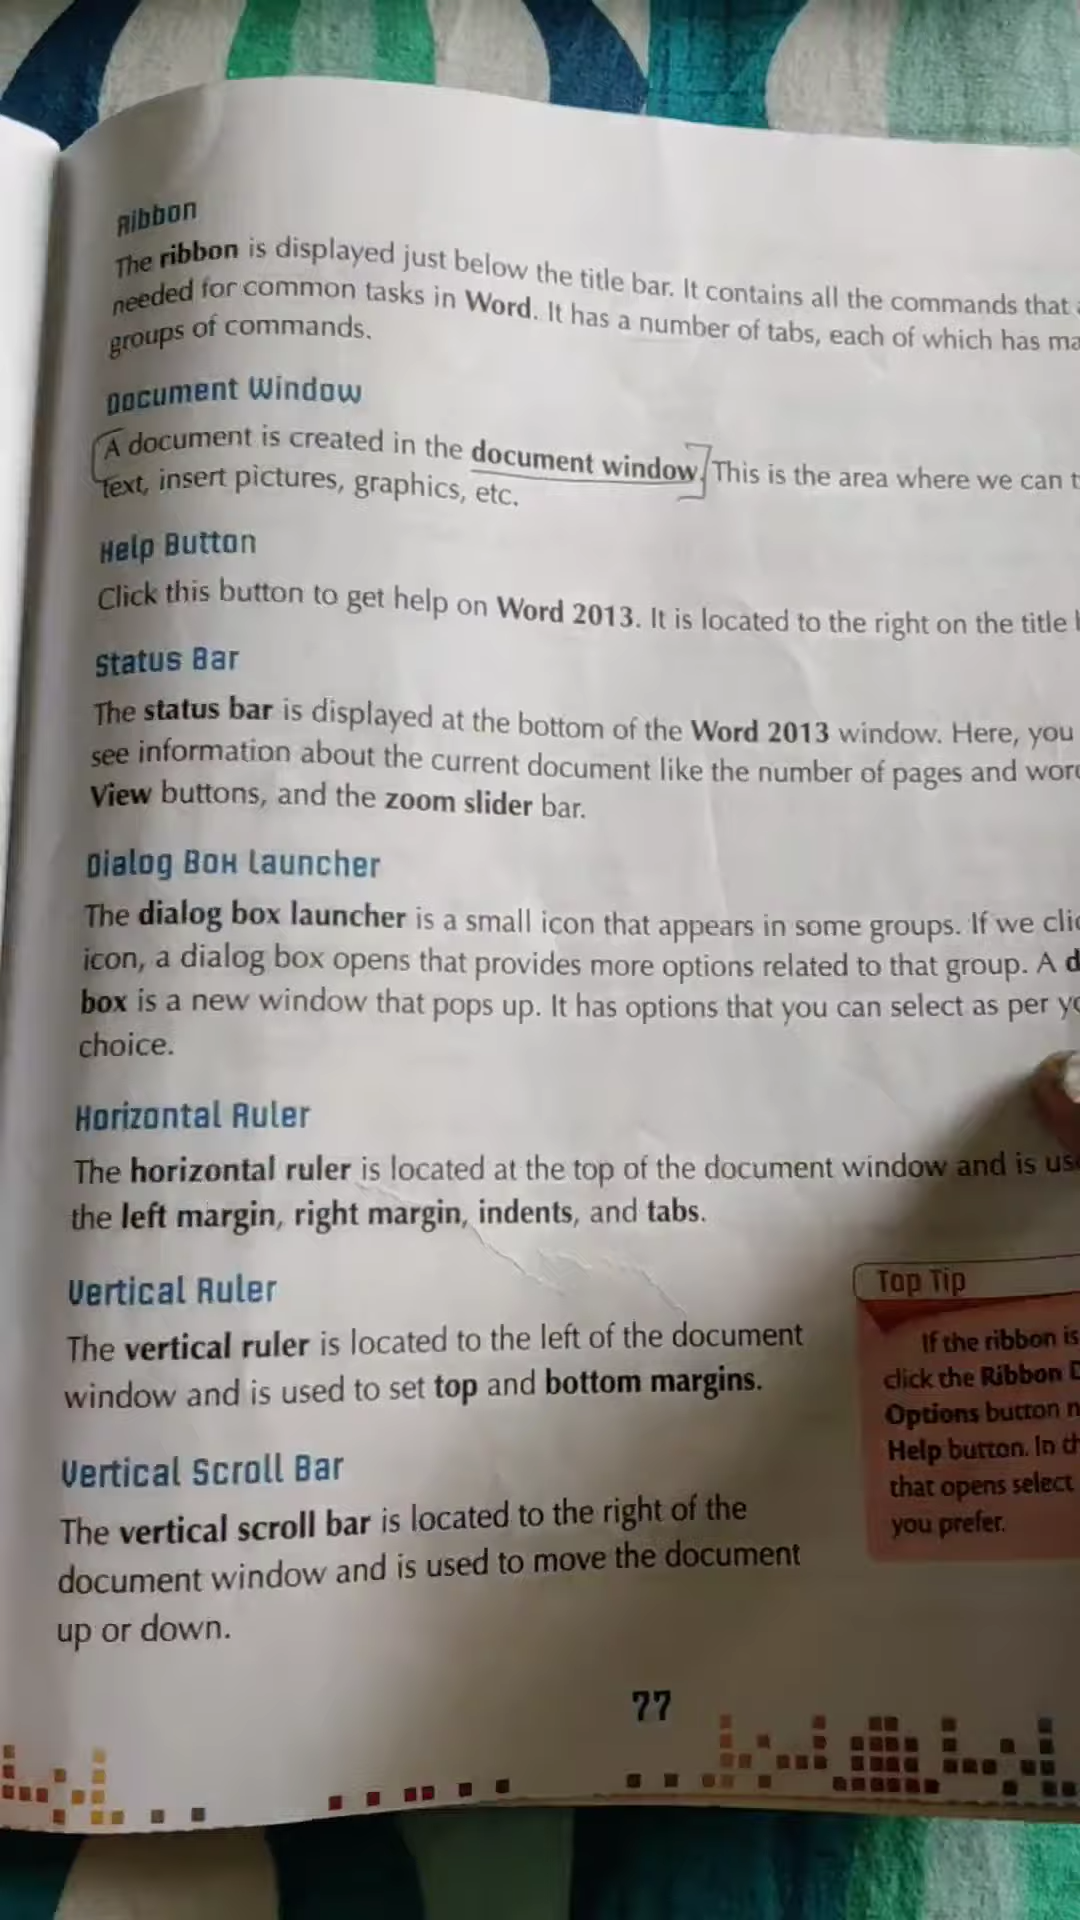 Ribbon
The ribbon is displayed just below the title bar. It contains all the commands that
needed for common tasks in Word. It has a number of tabs, each of which has
groups of commands.
Document Window
A document is created in the document window. This is the area where we can
text, insert pictures, graphics, etc.
Help Button
Click this button to get help on Word 2013. It is located to the right on the title
Status Bar
The status bar is displayed at the bottom of the Word 2013 window. Here, you
see information about the current document like the number of pages and
View buttons, and the zoom slider bar.
Dialog Box Launcher
The dialog box launcher is a small icon that appears in some groups. If we
icon, a dialog box opens that provides more options related to that group. A
box is a new window that pops up. It has options that you can select as per
choice.
Horizontal Ruler
The horizontal ruler is located at the top of the document window and is
the left margin, right margin, indents, and tabs.
Vertical Ruler
The vertical ruler is located to the left of the document
window and is used to set top and bottom margins.
Top Tip
If the ribbon is
click the Ribbon
Options button
Help button. In
that opens select
you prefer.
Vertical Scroll Bar
The vertical scroll bar is located to the right of the
document window and is used to move the document
up or down.
77